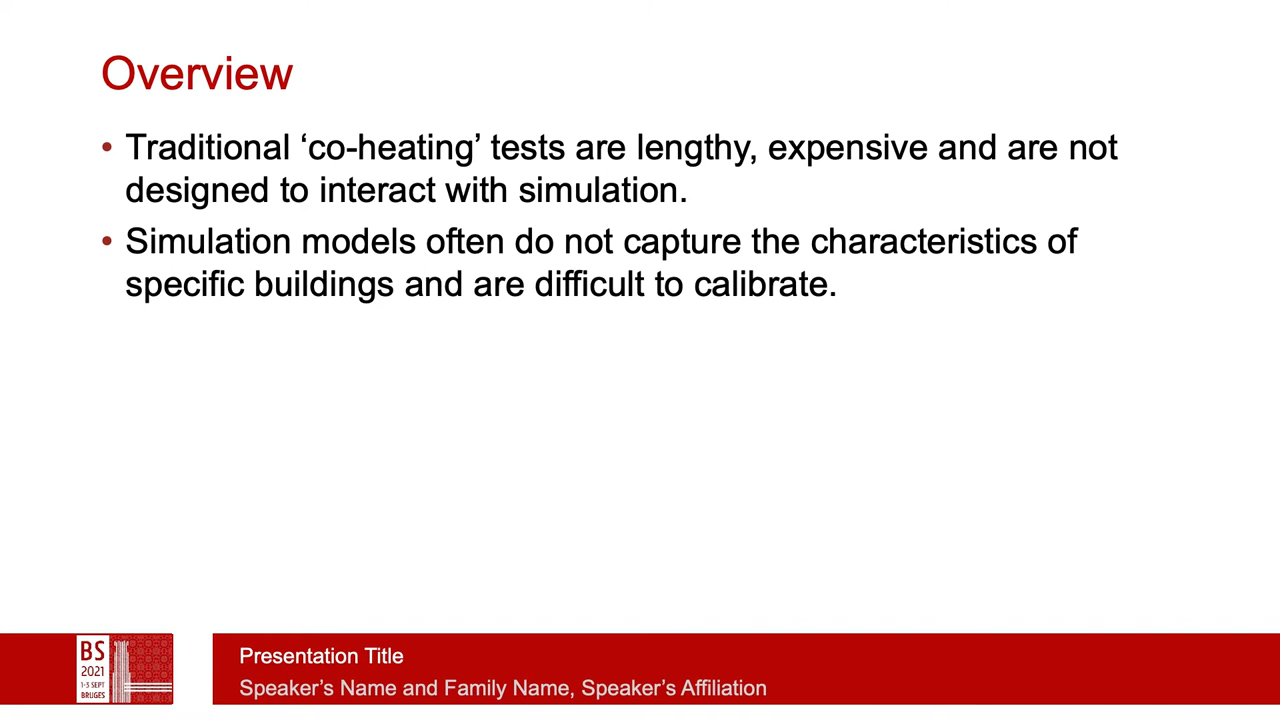 Overview
• Traditional ‘co-heating’ tests are lengthy, expensive and are not
designed to interact with simulation.
• Simulation models often do not capture the characteristics of
specific buildings and are difficult to calibrate.
BS
2021
1-3 SEPT
BRUGES
Presentation Title
Speaker’s Name and Family Name, Speaker’s Affiliation